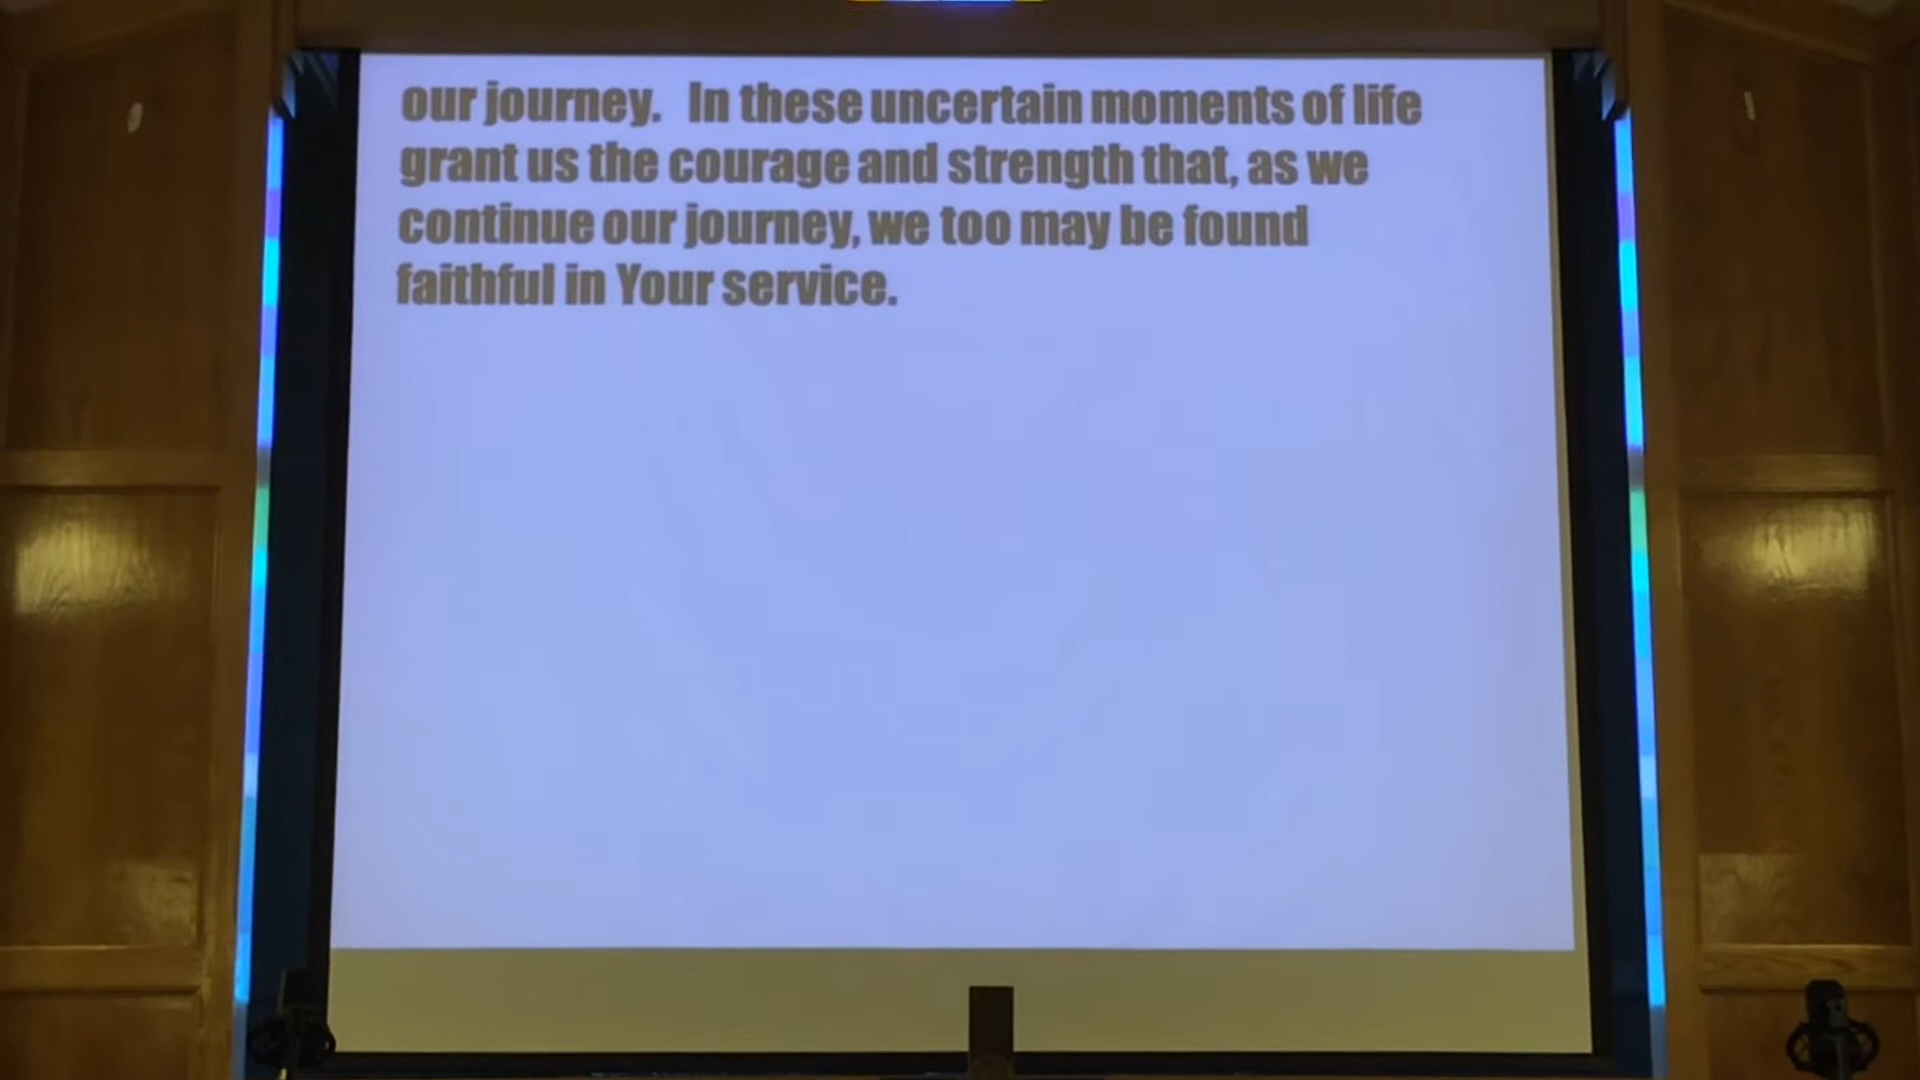 our journey.   In these uncertain moments of life
grant us the courage and strength that, as we
continue our journey, we too may be found
faithful in Your service.